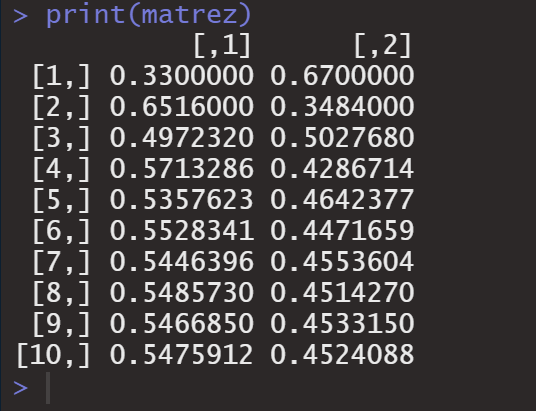 > print(matrez)
[,1] [,2]
[1,] 0.3300000 0.6700000
[2,] 0.6516000 0.3484000
[3,] 0.4972320 0.5027680
[4,] 0.5713286 0.4286714
[5,] 0.5357623 0.4642377
[6,] 0.5528341 0.4471659
[7,] 0.5446396 0.4553604
[8,] 0.5485730 0.4514270
[9,] 0.5466850 0.4533150
[10,] 0.5475912 0.4524088
>